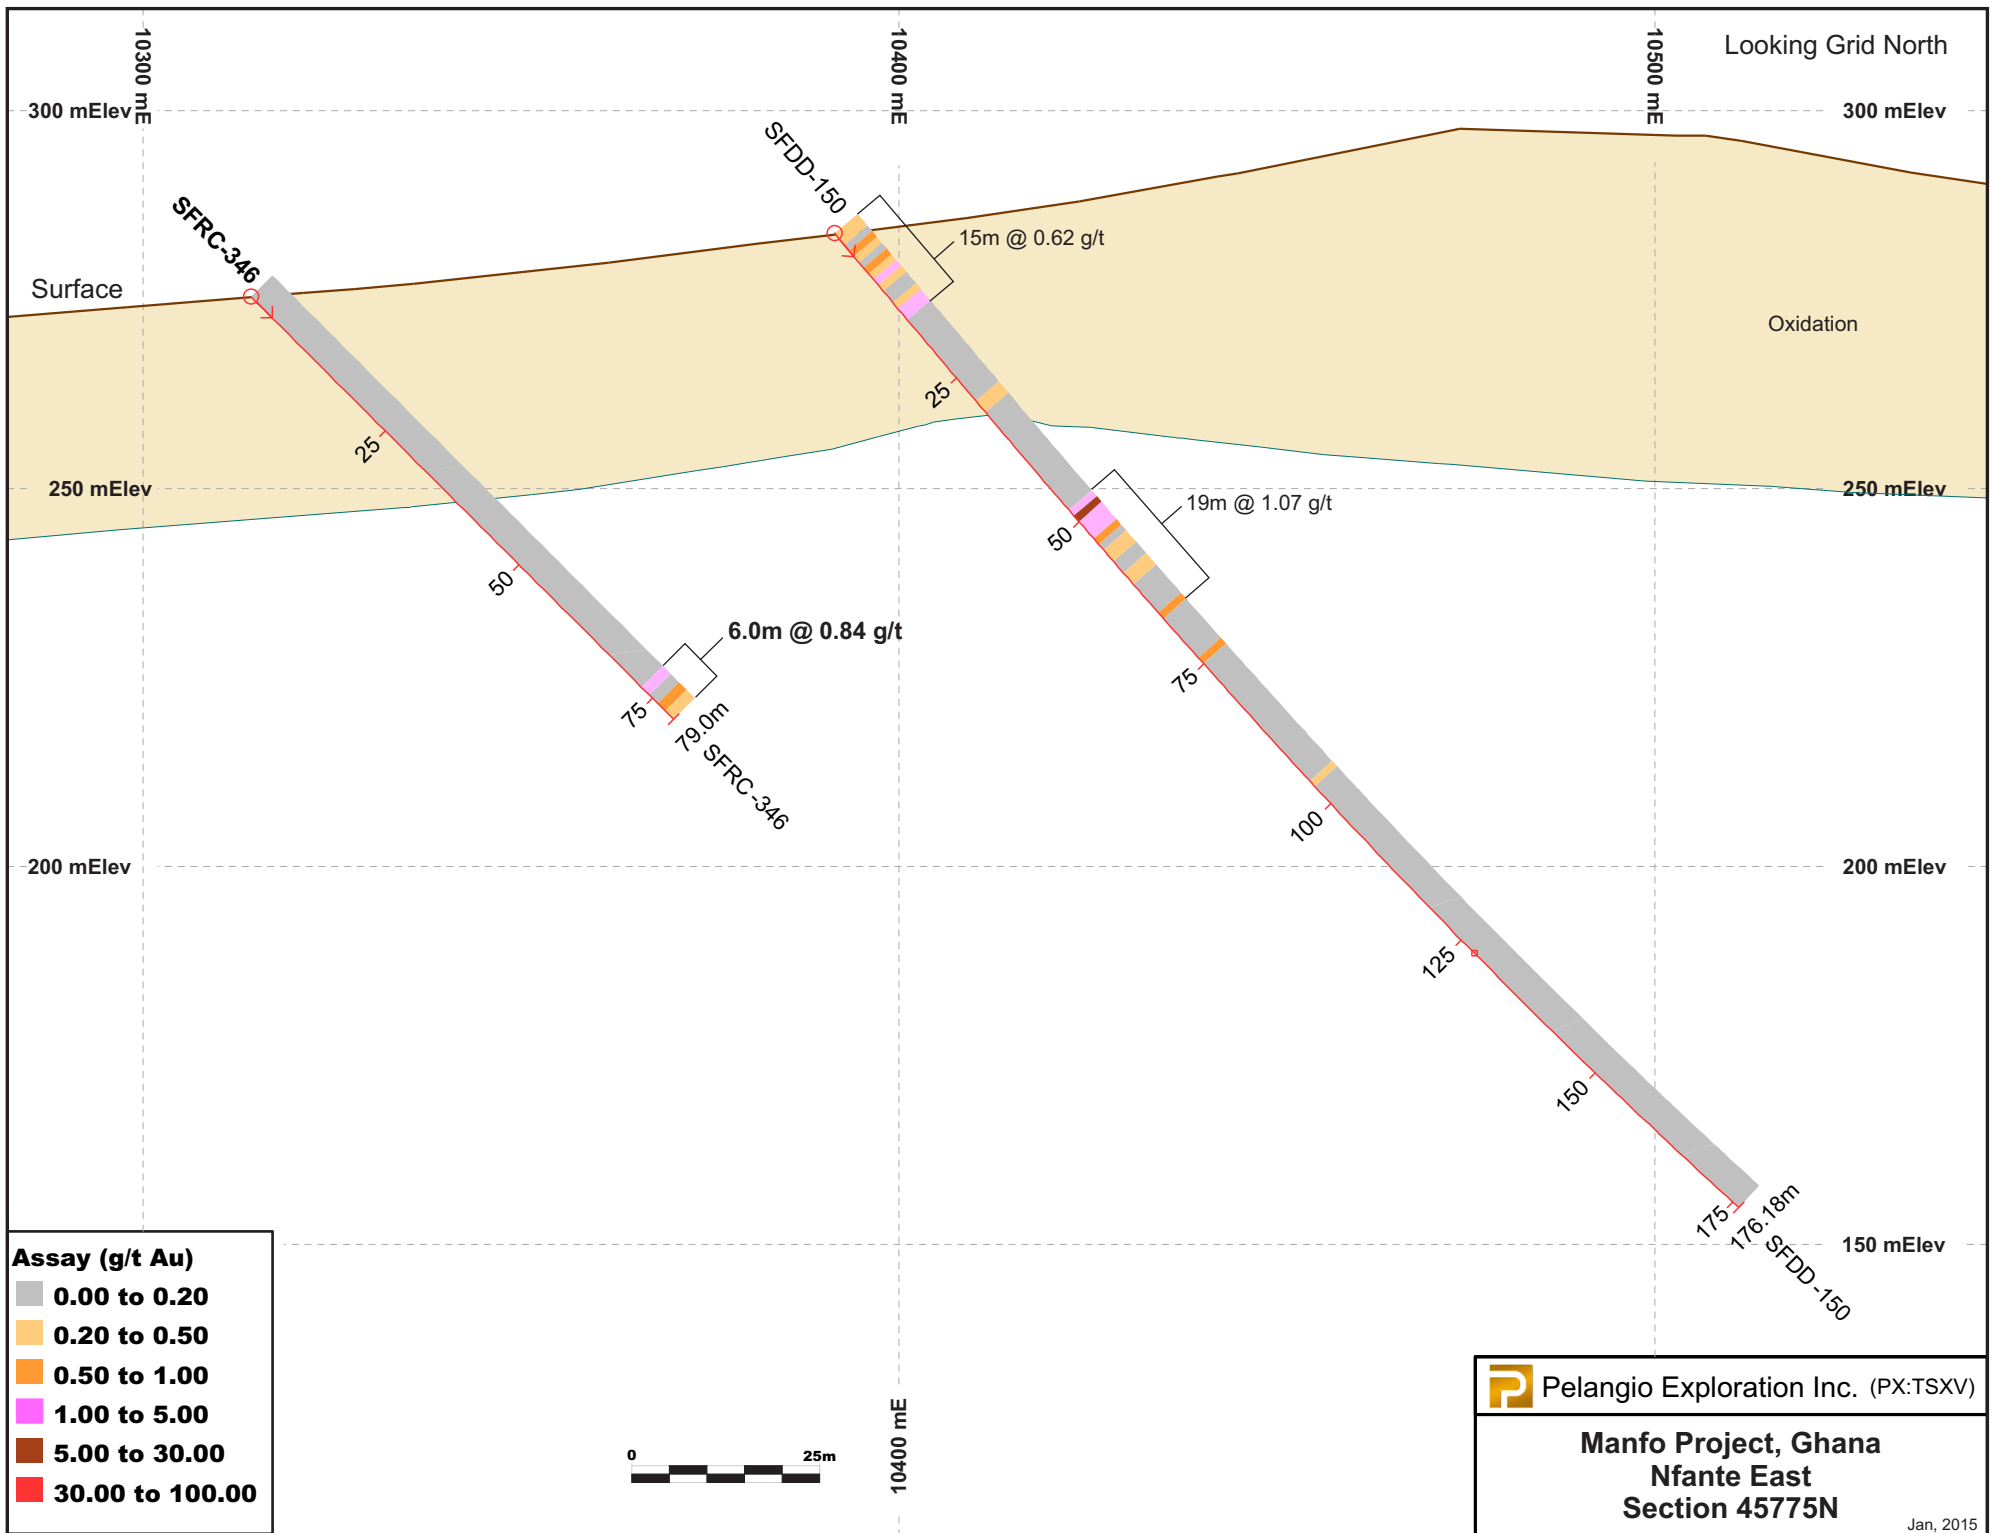 Looking Grid North
10300 mE
10400 mE
10500 mE
300 mElev
300 mElev
SFDD-150
15m @ 0.62 g/t
SFRC-346
Surface
Oxidation
25
25
250 mElev
250 mElev
19m @ 1.07 g/t
50
50
6.0m @ 0.84 g/t
75
75
79.0m
SFRC-346
100
200 mElev
200 mElev
125
150
175
176.18m
SFDD-150
150 mElev
Assay (g/t Au)
0.00 to 0.20
0.20 to 0.50
0.50 to 1.00
1.00 to 5.00
5.00 to 30.00
30.00 to 100.00
0 25m
10400 mE
Pelangio Exploration Inc. (PX:TSXV)
Manfo Project, Ghana
Nfante East
Section 45775N
Jan, 2015